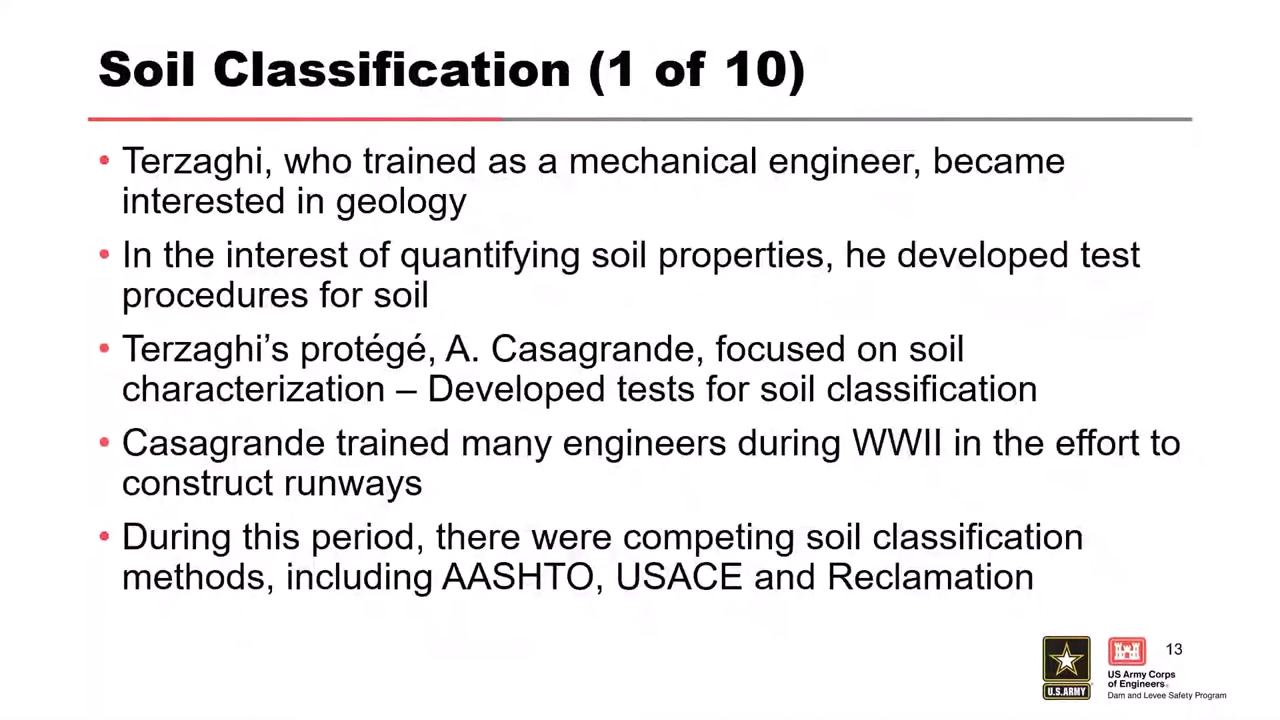 Soil Classification (1 of 10)
• Terzaghi, who trained as a mechanical engineer, became
interested in geology
• In the interest of quantifying soil properties, he developed test
procedures for soil
• Terzaghi’s protégé, A. Casagrande, focused on soil
characterization – Developed tests for soil classification
• Casagrande trained many engineers during WWII in the effort to
construct runways
• During this period, there were competing soil classification
methods, including AASHTO, USACE and Reclamation
13
U.S.ARMY
US Army Corps
of Engineers®
Dam and Levee Safety Program